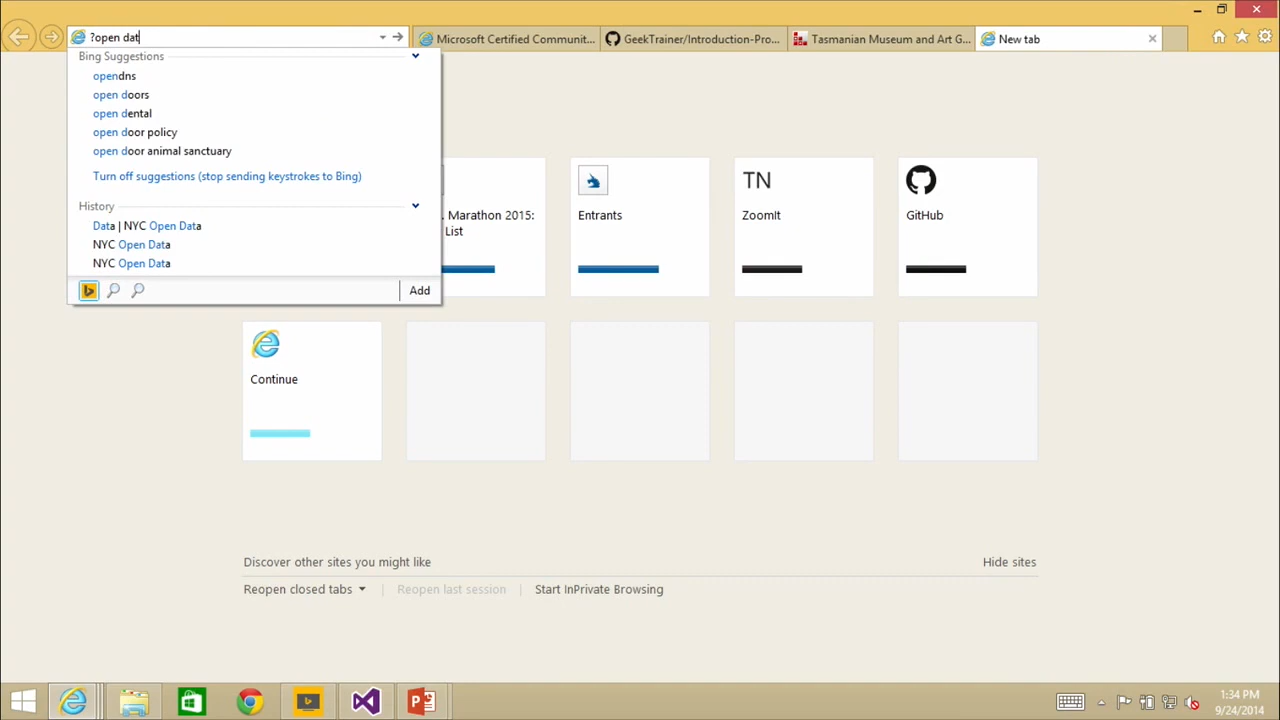 ?open dat
Microsoft Certified Communit...
GeekTrainer/Introduction-Pro...
Tasmanian Museum and Art G...
New tab
Bing Suggestions
opendns
open doors
open dental
open door policy
open door animal sanctuary
Turn off suggestions (stop sending keystrokes to Bing)
History
Data | NYC Open Data
NYC Open Data
NYC Open Data
Add
. Marathon 2015:
List
Entrants
TN
ZoomIt
GitHub
Continue
Discover other sites you might like
Hide sites
Reopen closed tabs
Reopen last session
Start InPrivate Browsing
1:34 PM
9/24/2014